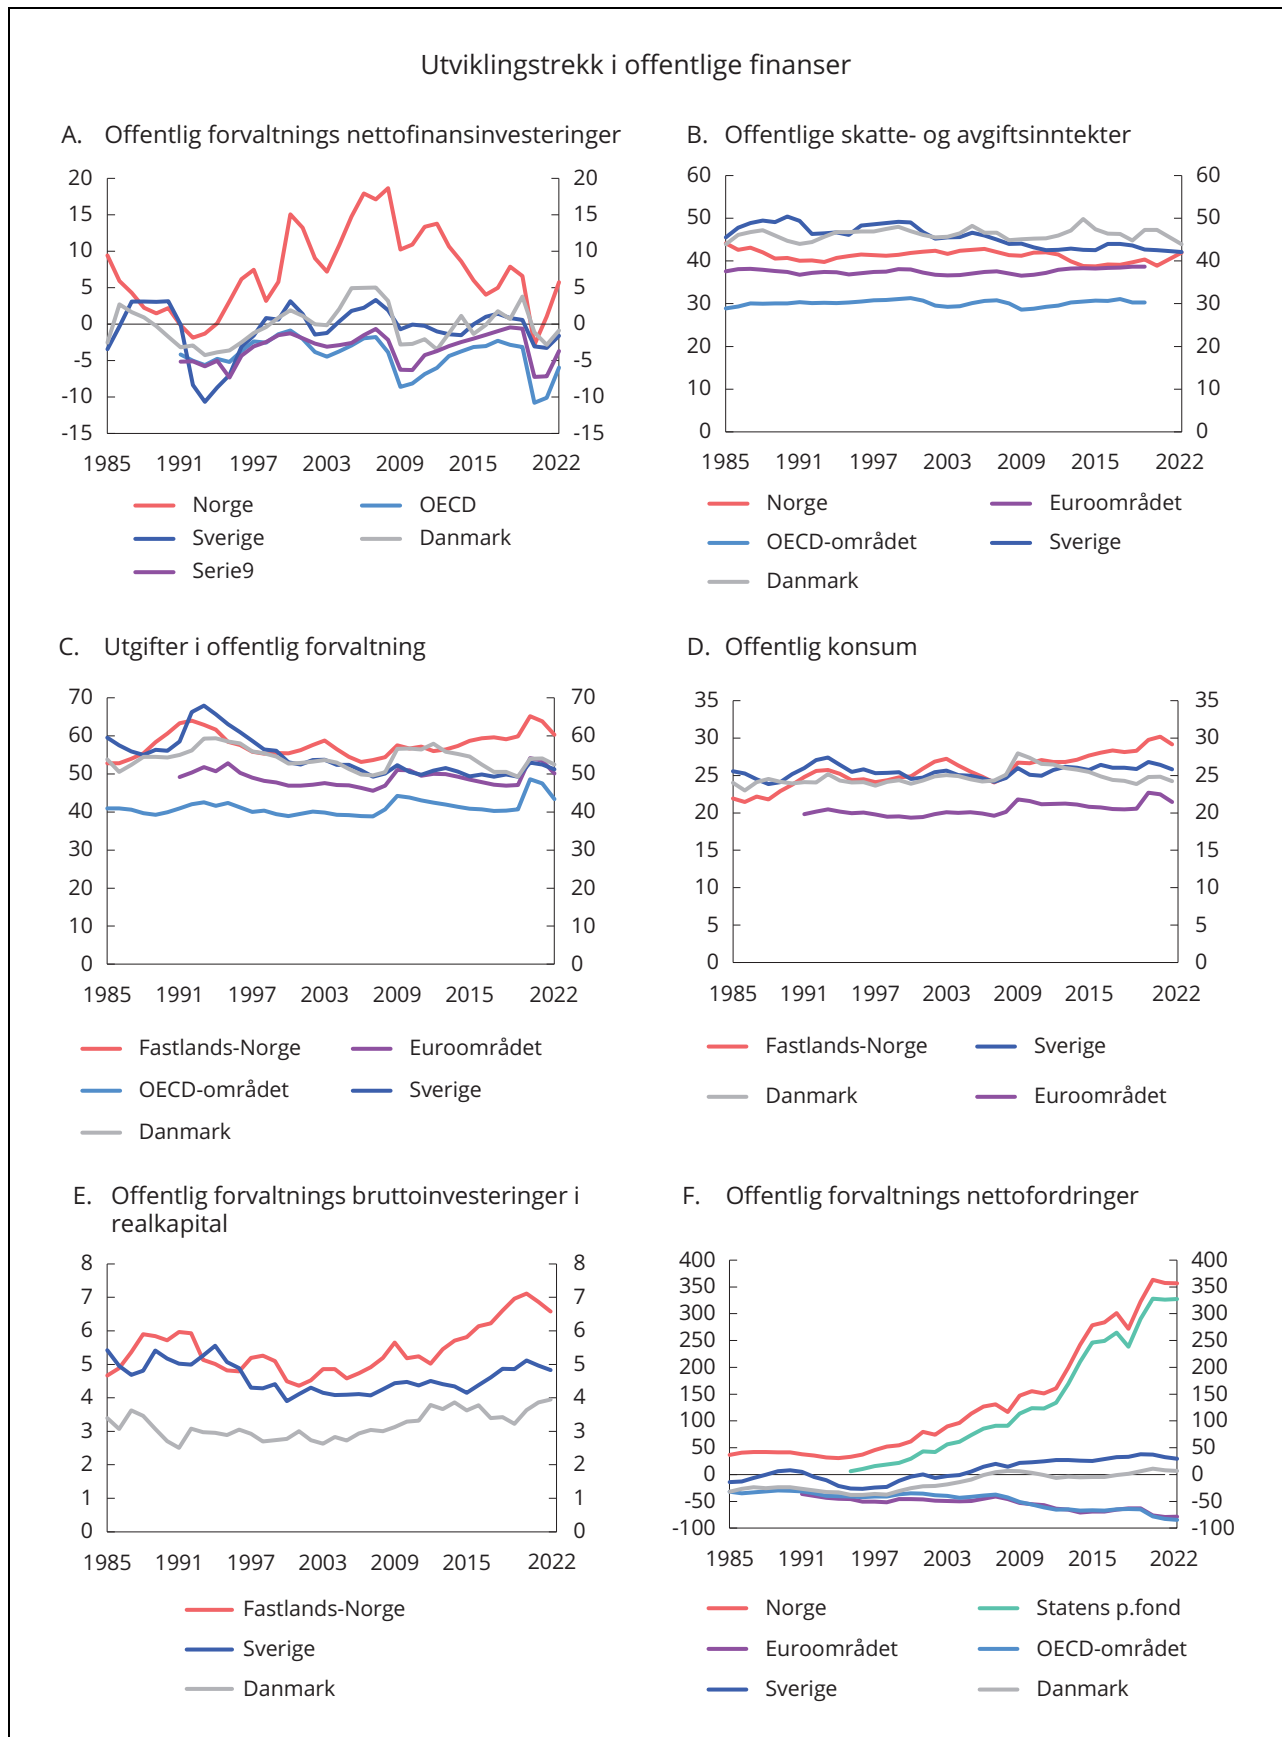 Utviklingstrekk i offentlige finanser
A. Offentlig forvaltnings nettofinansinvesteringer
20 20
15 15
10 10
5 5
0 0
-5 -5
-10 -10
-15 -15
1985 1991 1997 2003 2009 2015 2022
Norge OECD
Sverige Danmark
Serie9
B. Offentlige skatte- og avgiftsinntekter
60 60
50 50
40 40
30 30
20 20
10 10
0 0
1985 1991 1997 2003 2009 2015 2022
Norge Euroområdet
OECD-området Sverige
Danmark
C. Utgifter i offentlig forvaltning
70 70
60 60
50 50
40 40
30 30
20 20
10 10
0 0
1985 1991 1997 2003 2009 2015 2022
Fastlands-Norge Euroområdet
OECD-området Sverige
Danmark
D. Offentlig konsum
35 35
30 30
25 25
20 20
15 15
10 10
5 5
0 0
1985 1991 1997 2003 2009 2015 2022
Fastlands-Norge Sverige
Danmark Euroområdet
E. Offentlig forvaltnings bruttoinvesteringer i
realkapital
8 8
7 7
6 6
5 5
4 4
3 3
2 2
1 1
0 0
1985 1991 1997 2003 2009 2015 2022
Fastlands-Norge
Sverige
Danmark
F. Offentlig forvaltnings nettofordringer
400 400
350 350
300 300
250 250
200 200
150 150
100 100
50 50
0 0
-50 -50
-100 -100
1985 1991 1997 2003 2009 2015 2022
Norge Statens p.fond
Euroområdet OECD-området
Sverige Danmark